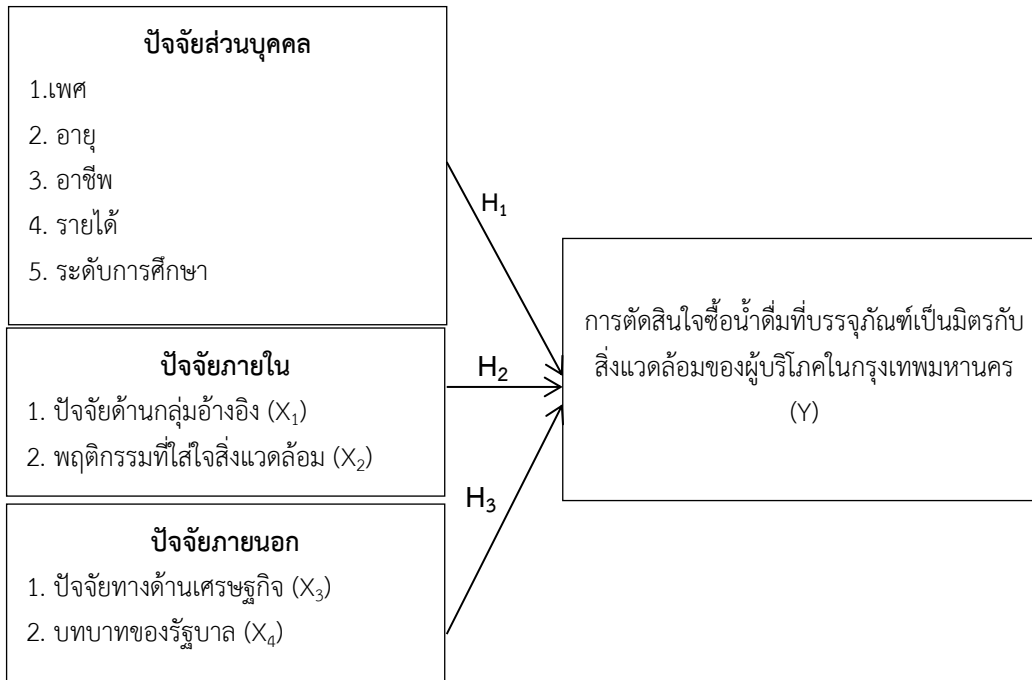 ปัจจัยส่วนบุคคล
1.เพศ
2. อายุ
3. อาชีพ
4. รายได้
5. ระดับการศึกษา
ปัจจัยภายใน
1. ปัจจัยด้านกลุ่มอ้างอิง (X₁)
2. พฤติกรรมที่ใส่ใจสิ่งแวดล้อม (X₂)
ปัจจัยภายนอก
1. ปัจจัยทางด้านเศรษฐกิจ (X₃)
2. บทบาทของรัฐบาล (X₄)
H₁
H₂
H₃
การตัดสินใจซื้อน้ำดื่มที่บรรจุภัณฑ์เป็นมิตรกับ
สิ่งแวดล้อมของผู้บริโภคในกรุงเทพมหานคร
(Y)